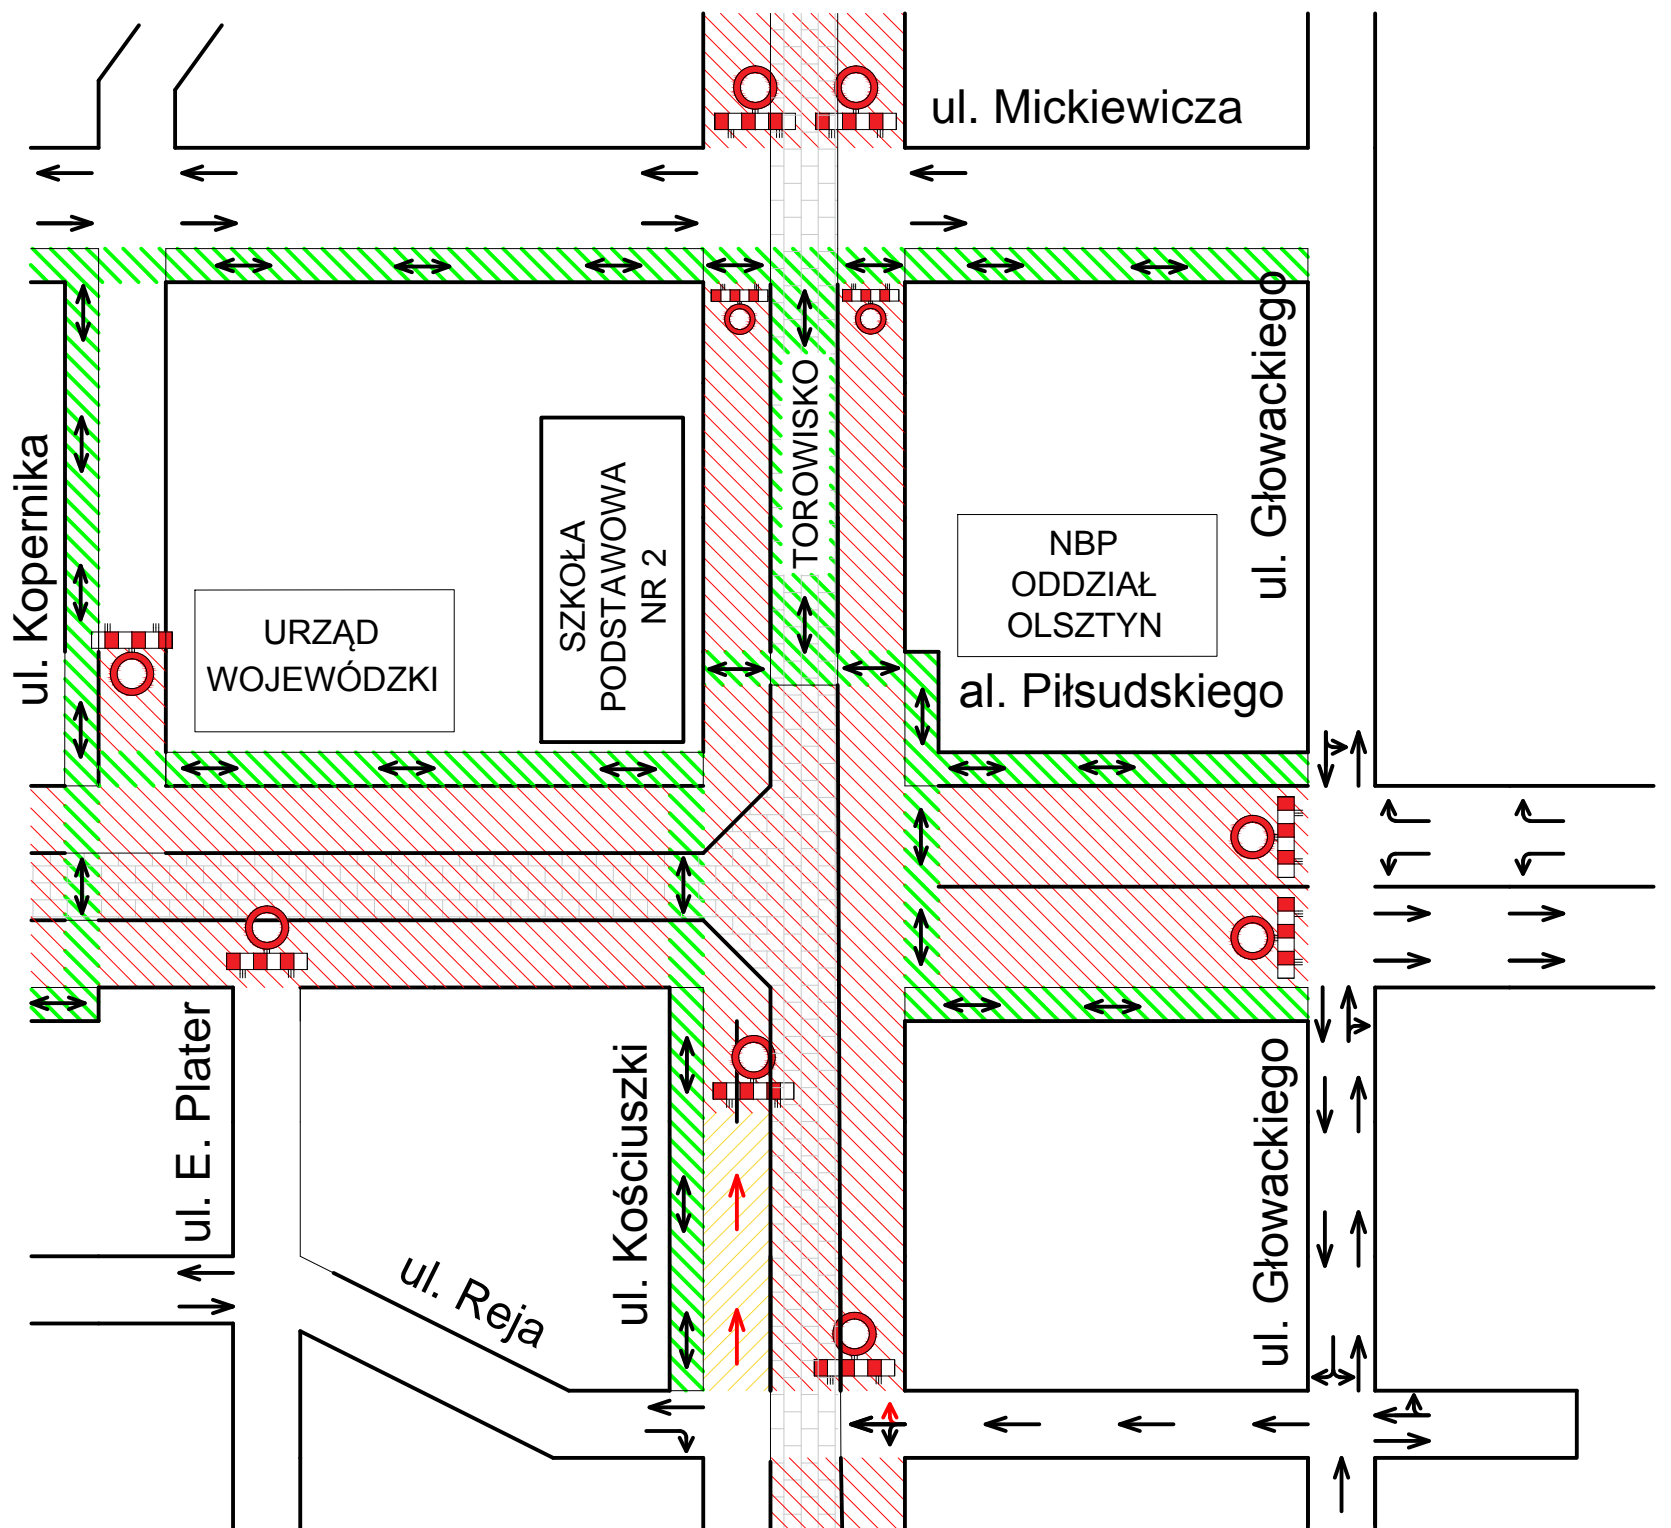 ul. Mickiewicza
ul. Głowackiego
TOROWISKO
ul. Kopernika
SZKOŁA
PODSTAWOWA
NR 2
NBP
ODDZIAŁ
OLSZTYN
URZĄD
WOJEWÓDZKI
al. Piłsudskiego
ul. E. Plater
ul. Kościuszki
ul. Głowackiego
ul. Reja